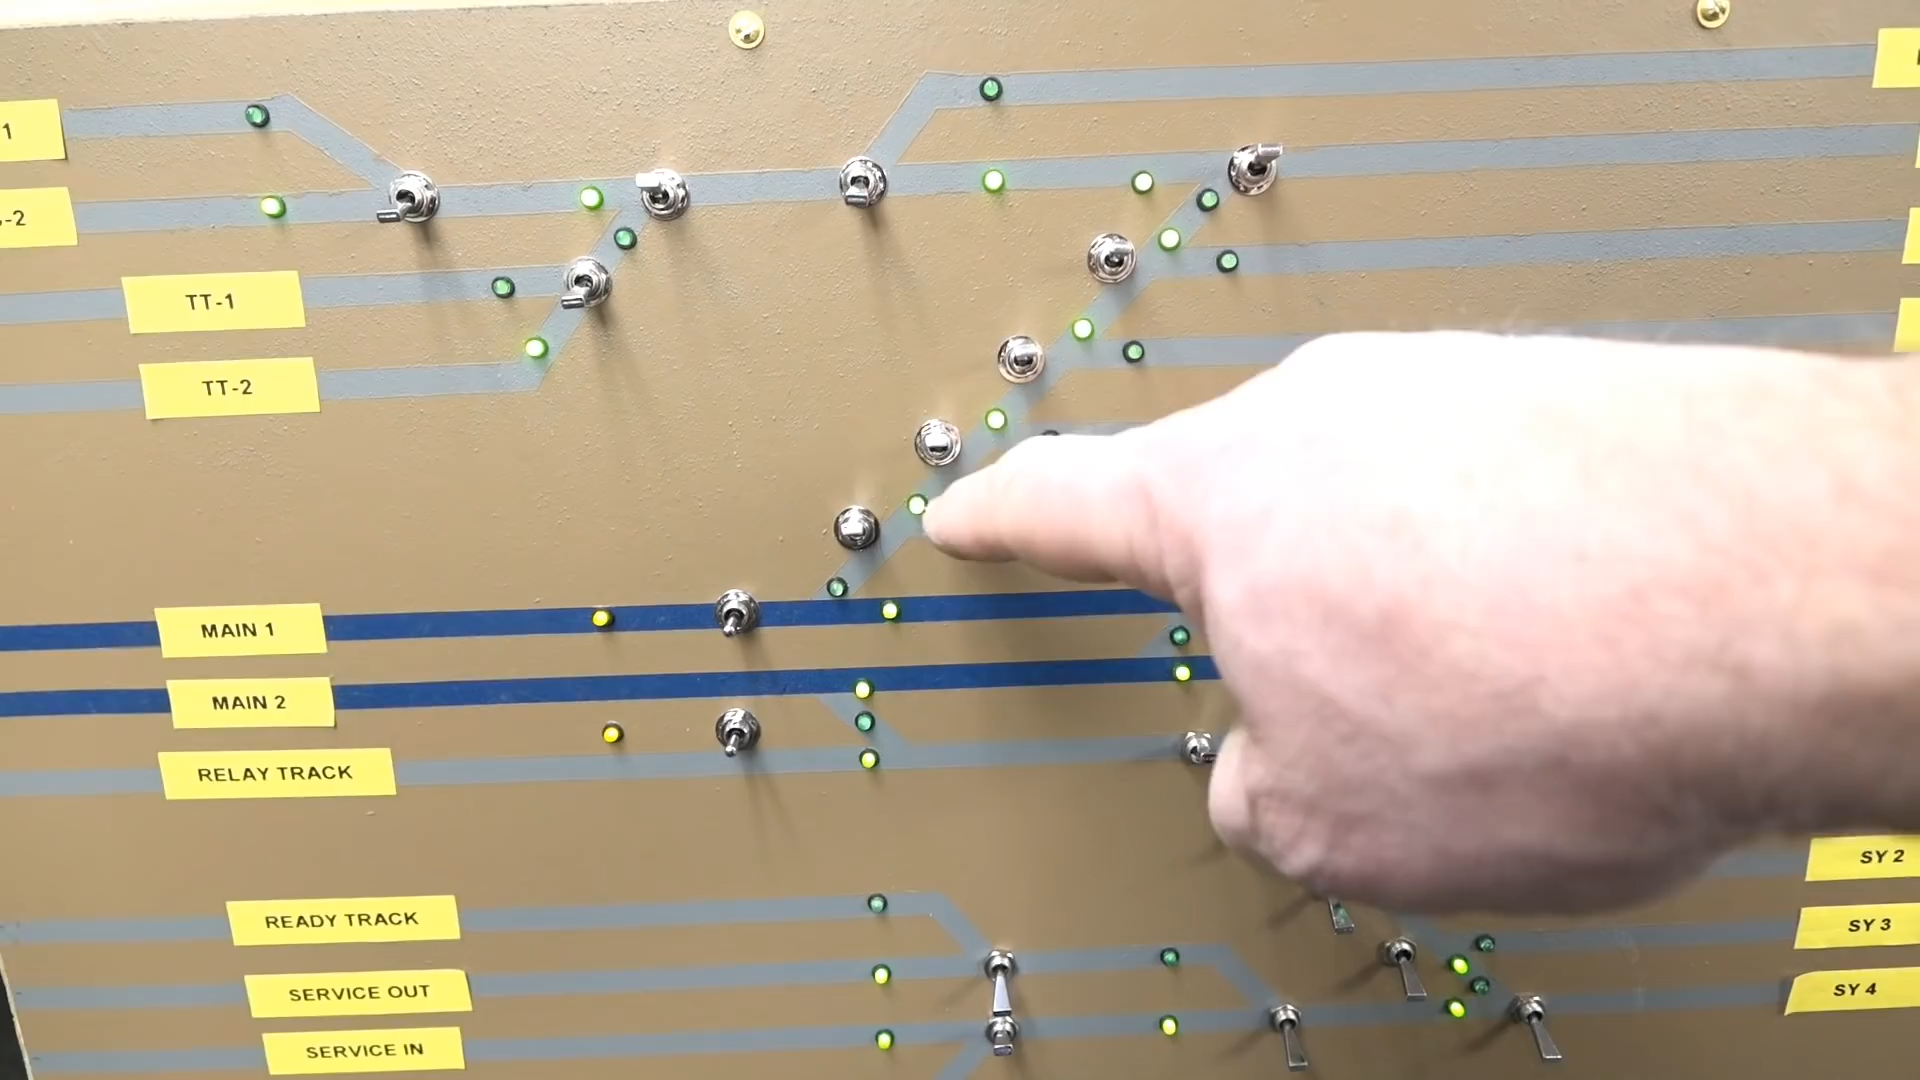 1
-2
TT-1
TT-2
MAIN 1
MAIN 2
RELAY TRACK
READY TRACK
SERVICE OUT
SERVICE IN
SY 2
SY 3
SY 4